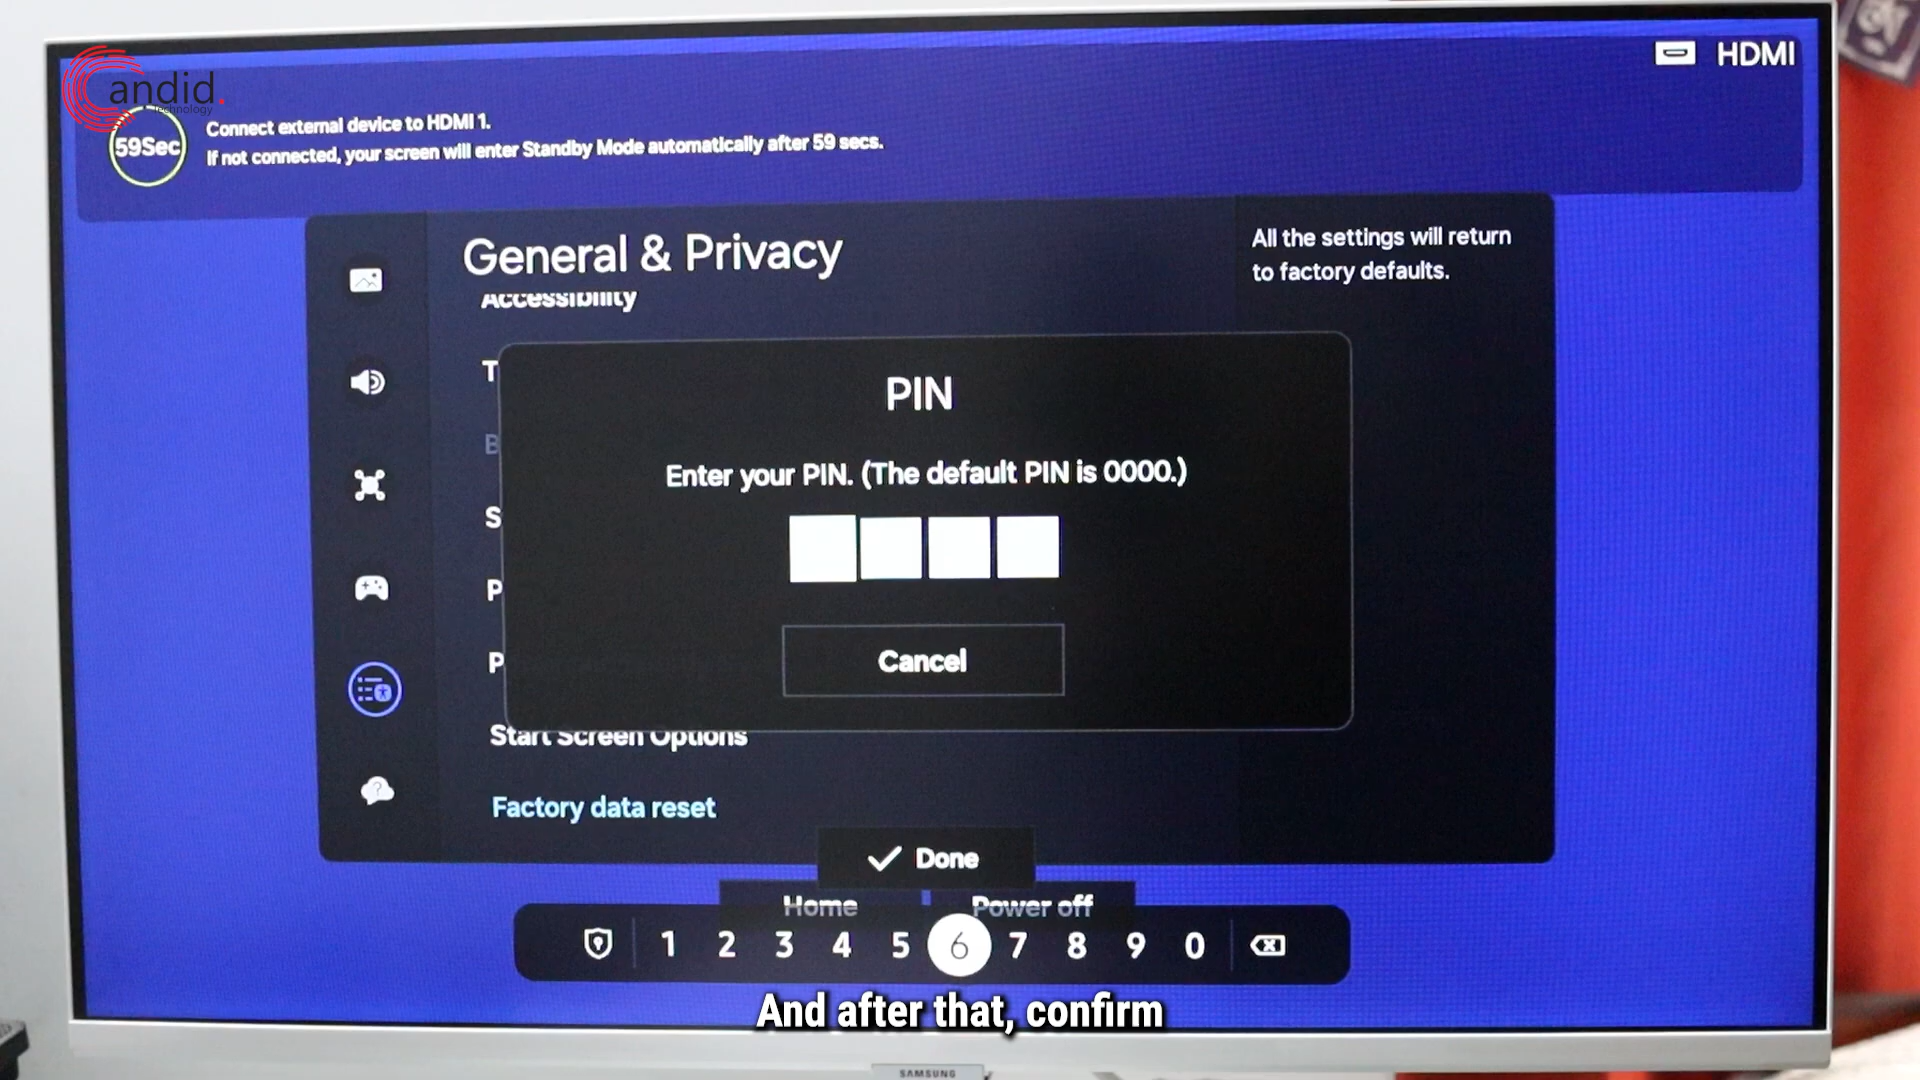 HDMI
Candid.
Technology
59Sec
Connect external device to HDMI 1.
If not connected, your screen will enter Standby Mode automatically after 59 secs.
General & Privacy
Accessibility
T
B
S
P
P
Start Screen Options
Factory data reset
All the settings will return
to factory defaults.
PIN
Enter your PIN. (The default PIN is 0000.)
Cancel
Done
Home
Power off
1 2 3 4 5 6 7 8 9 0
And after that, confirm
SAMSUNG